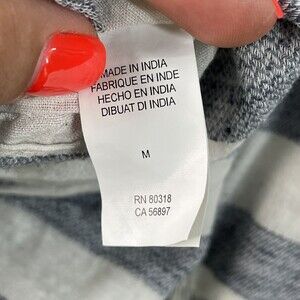 MADE IN INDIA
FABRIQUE EN INDE
HECHO EN INDIA
DIBUAT DI INDIA
M
RN 80318
CA 56897